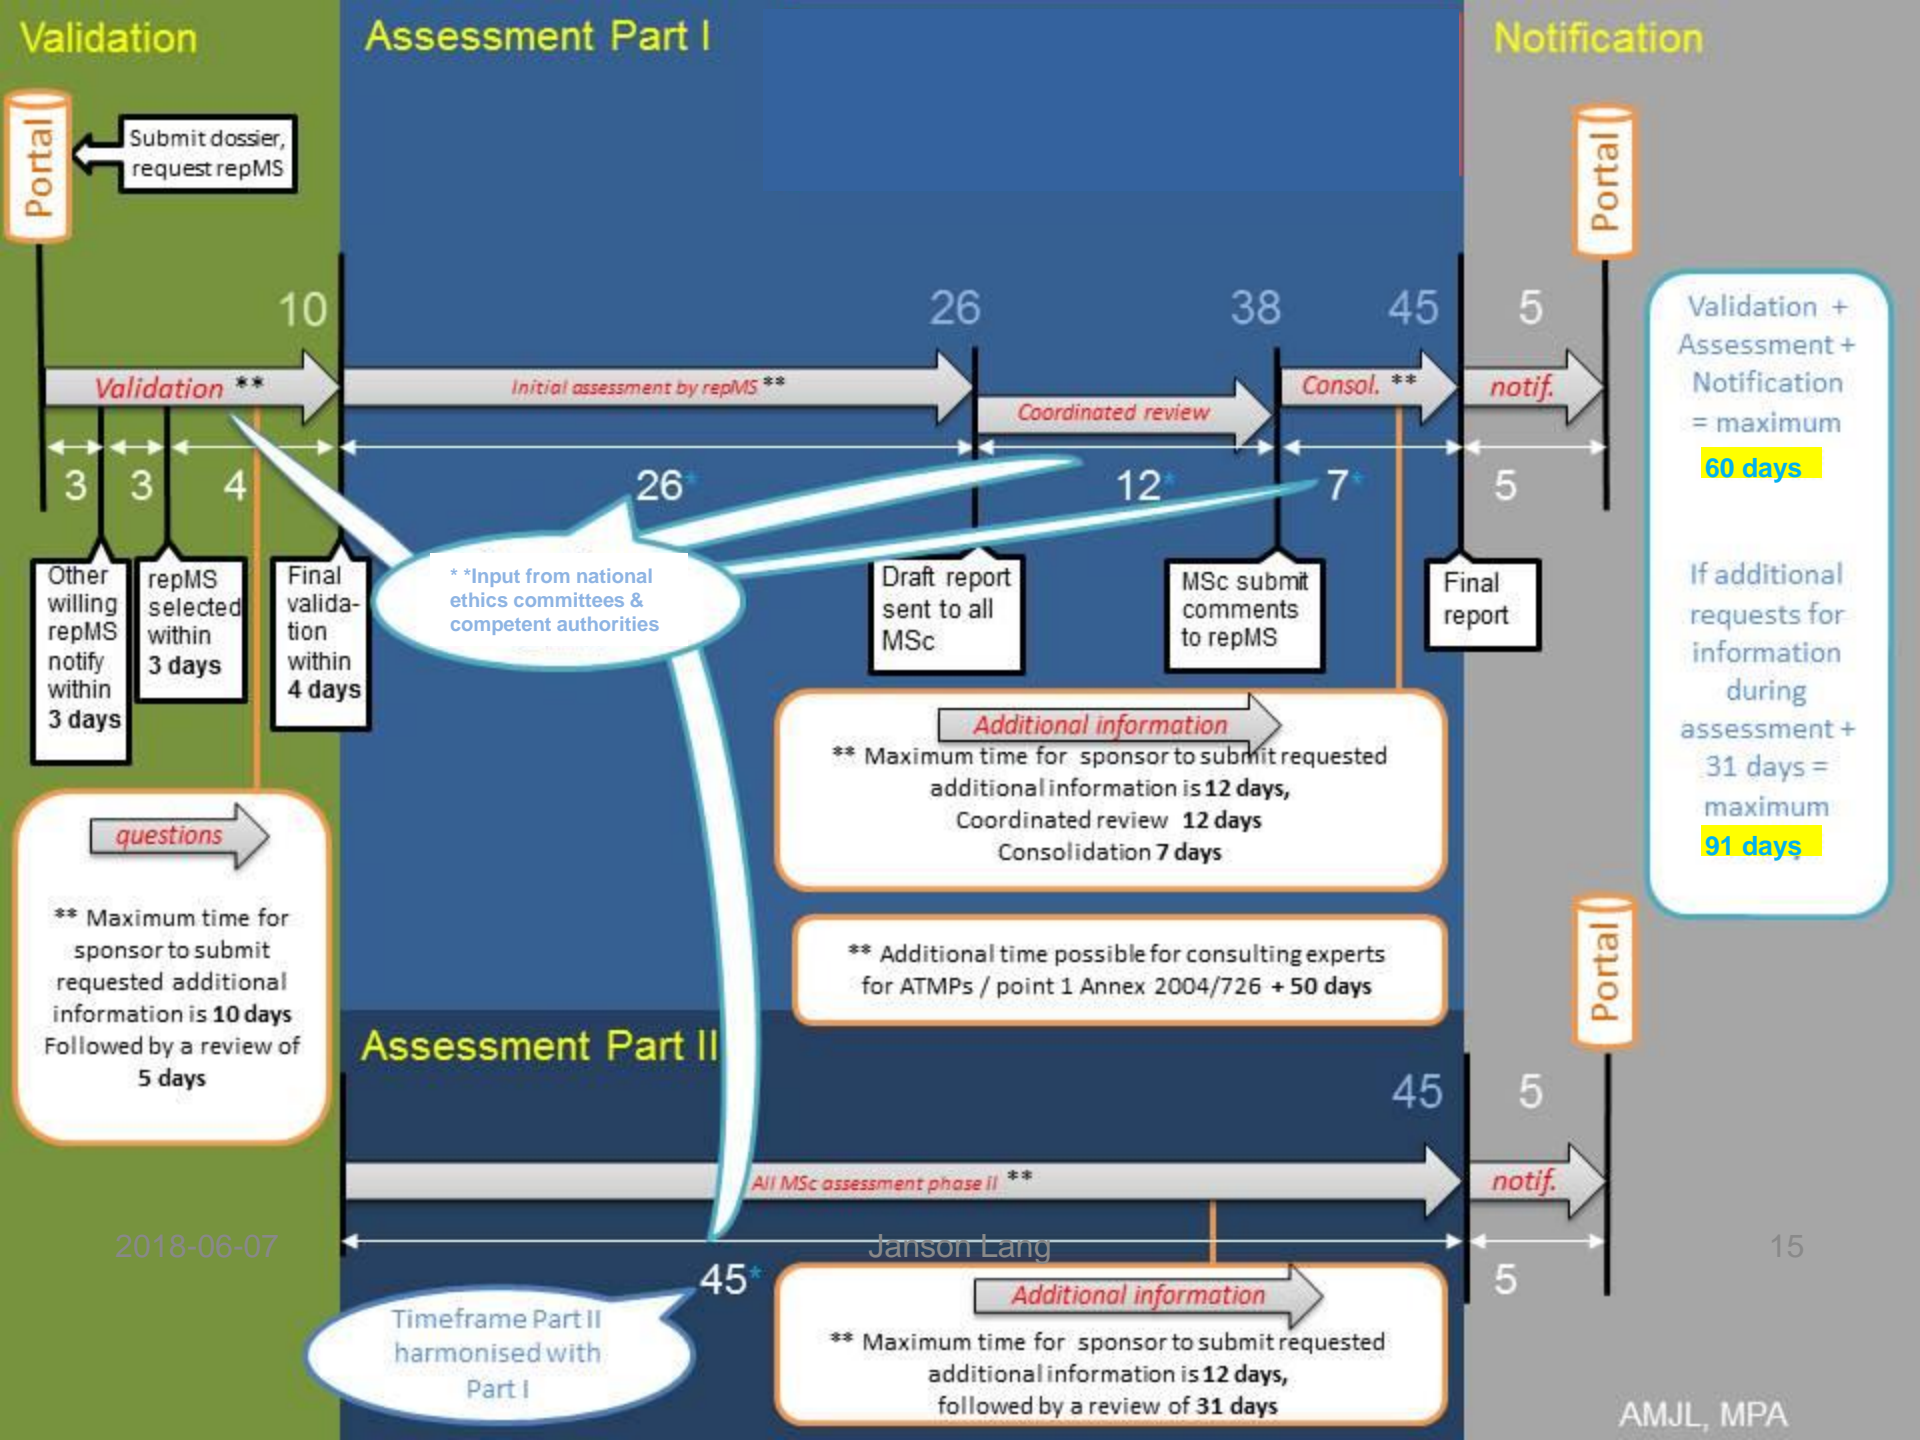 Validation
Assessment Part I
Notification
Portal
Submit dossier,
request repMS
Portal
10
26
38
45
5
Validation **
Initial assessment by repMS **
Coordinated review
Consol. **
notif.
3
3
4
26*
12*
7*
5
Other
willing
repMS
notify
within
3 days
repMS
selected
within
3 days
Final
valida-
tion
within
4 days
* *Input from national
ethics committees &
competent authorities
Draft report
sent to all
MSc
MSc submit
comments
to repMS
Final
report
Validation +
Assessment +
Notification
= maximum
60 days
If additional
requests for
information
during
assessment +
31 days =
maximum
91 days
questions
** Maximum time for
sponsor to submit
requested additional
information is 10 days
Followed by a review of
5 days
Additional information
** Maximum time for sponsor to submit requested
additional information is 12 days,
Coordinated review 12 days
Consolidation 7 days
** Additional time possible for consulting experts
for ATMPs / point 1 Annex 2004/726 + 50 days
Portal
Assessment Part II
45
5
All MSc assessment phase II **
notif.
2018-06-07
Janson Lang
15
45*
5
Timeframe Part II
harmonised with
Part I
Additional information
** Maximum time for sponsor to submit requested
additional information is 12 days,
followed by a review of 31 days
AMJL, MPA